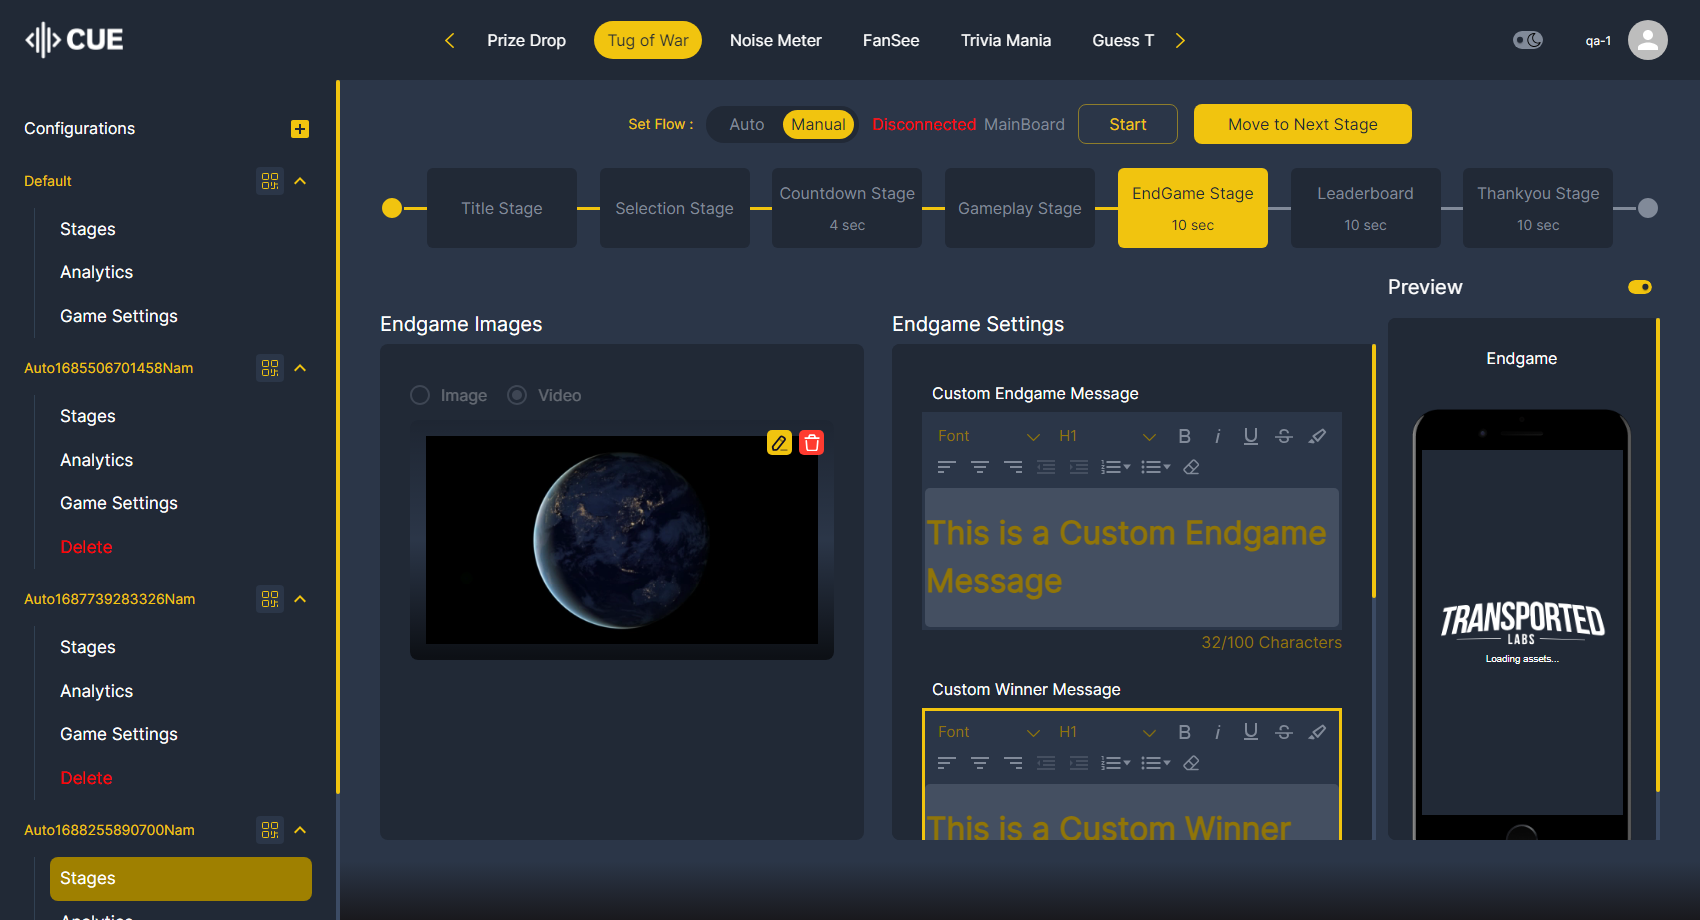 CUE
Prize Drop
Tug of War
Noise Meter
FanSee
Trivia Mania
Guess T
qa-1
Configurations
Default
Stages
Analytics
Game Settings
Auto1685506701458Nam
Stages
Analytics
Game Settings
Delete
Auto1687739283326Nam
Stages
Analytics
Game Settings
Delete
Auto1688255890700Nam
Stages
Analytics
Set Flow :
Auto
Manual
Disconnected MainBoard
Start
Move to Next Stage
Title Stage
Selection Stage
Countdown Stage
4 sec
Gameplay Stage
EndGame Stage
10 sec
Leaderboard
10 sec
Thankyou Stage
10 sec
Endgame Images
Image
Video
Endgame Settings
Custom Endgame Message
Font
H1
This is a Custom Endgame
Message
32/100 Characters
Custom Winner Message
Font
H1
This is a Custom Winner
Preview
Endgame
TRANSPORTED
LABS
Loading assets...